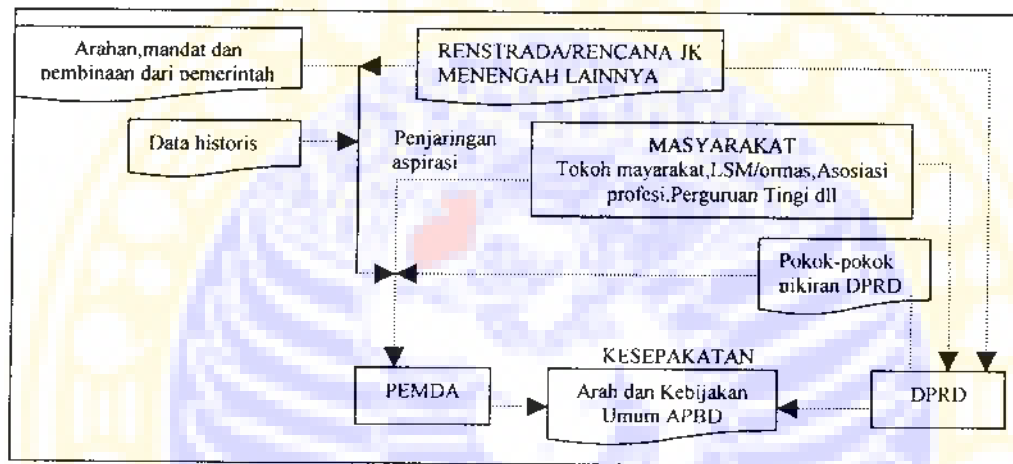 Arahan,mandat dan
pembinaan dari pemerintah
RENSTRADA/RENCANA JK
MENENGAH LAINNYA
Data historis
Penjaringan
aspirasi
MASYARAKAT
Tokoh mayarakat,LSM/ormas,Asosiasi
profesi.Perguruan Tingi dll
Pokok-pokok
pikiran DPRD
KESEPAKATAN
PEMDA
Arah dan Kebijakan
Umum APBD
DPRD